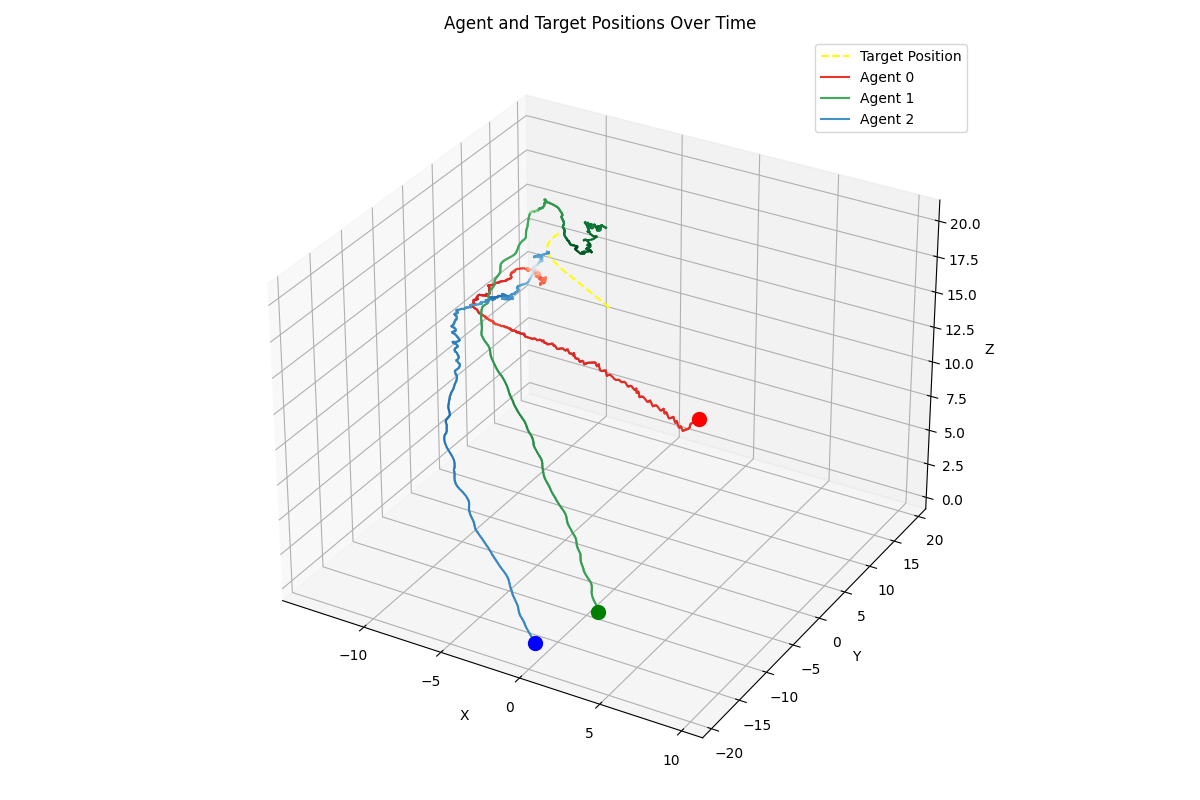 Agent and Target Positions Over Time
Target Position
Agent 0
Agent 1
Agent 2
20.0
17.5
15.0
12.5
Z
10.0
7.5
5.0
2.5
0.0
20
15
10
5
0
Y
−5
−10
−15
−20
−10
−5
X
0
5
10